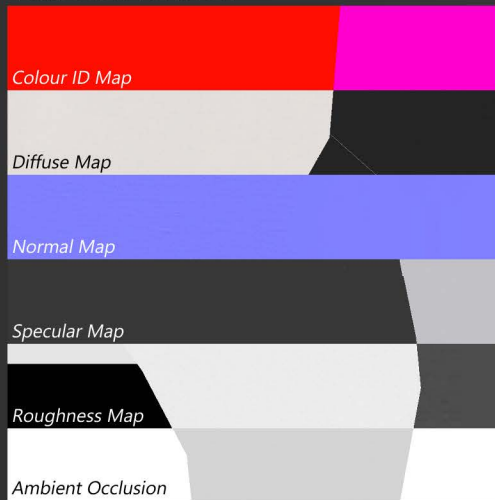 Colour ID Map
Diffuse Map
Normal Map
Specular Map
Roughness Map
Ambient Occlusion